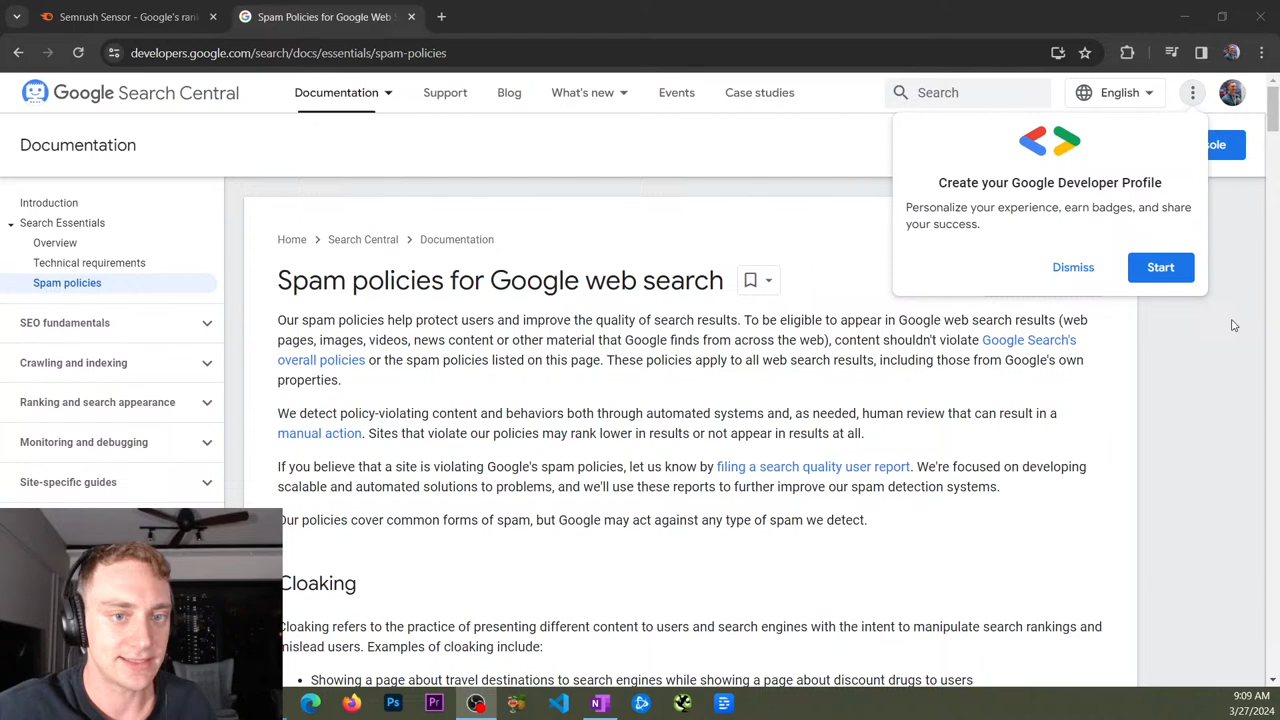 Semrush Sensor - Google's ran
Spam Policies for Google Web S
developers.google.com/search/docs/essentials/spam-policies
Google Search Central
Documentation
Support
Blog
What's new
Events
Case studies
Search
English
Documentation
Create your Google Developer Profile
Personalize your experience, earn badges, and share
your success.
Dismiss
Start
Introduction
Search Essentials
Overview
Technical requirements
Spam policies
SEO fundamentals
Crawling and indexing
Ranking and search appearance
Monitoring and debugging
Site-specific guides
Home
Search Central
Documentation
Spam policies for Google web search
Our spam policies help protect users and improve the quality of search results. To be eligible to appear in Google web search results (web
pages, images, videos, news content or other material that Google finds from across the web), content shouldn't violate Google Search's
overall policies or the spam policies listed on this page. These policies apply to all web search results, including those from Google's own
properties.
We detect policy-violating content and behaviors both through automated systems and, as needed, human review that can result in a
manual action. Sites that violate our policies may rank lower in results or not appear in results at all.
If you believe that a site is violating Google's spam policies, let us know by filing a search quality user report. We're focused on developing
scalable and automated solutions to problems, and we'll use these reports to further improve our spam detection systems.
Our policies cover common forms of spam, but Google may act against any type of spam we detect.
Cloaking
Cloaking refers to the practice of presenting different content to users and search engines with the intent to manipulate search rankings and
mislead users. Examples of cloaking include:
Showing a page about travel destinations to search engines while showing a page about discount drugs to users
Ps
Pr
9:09 AM
3/27/2024